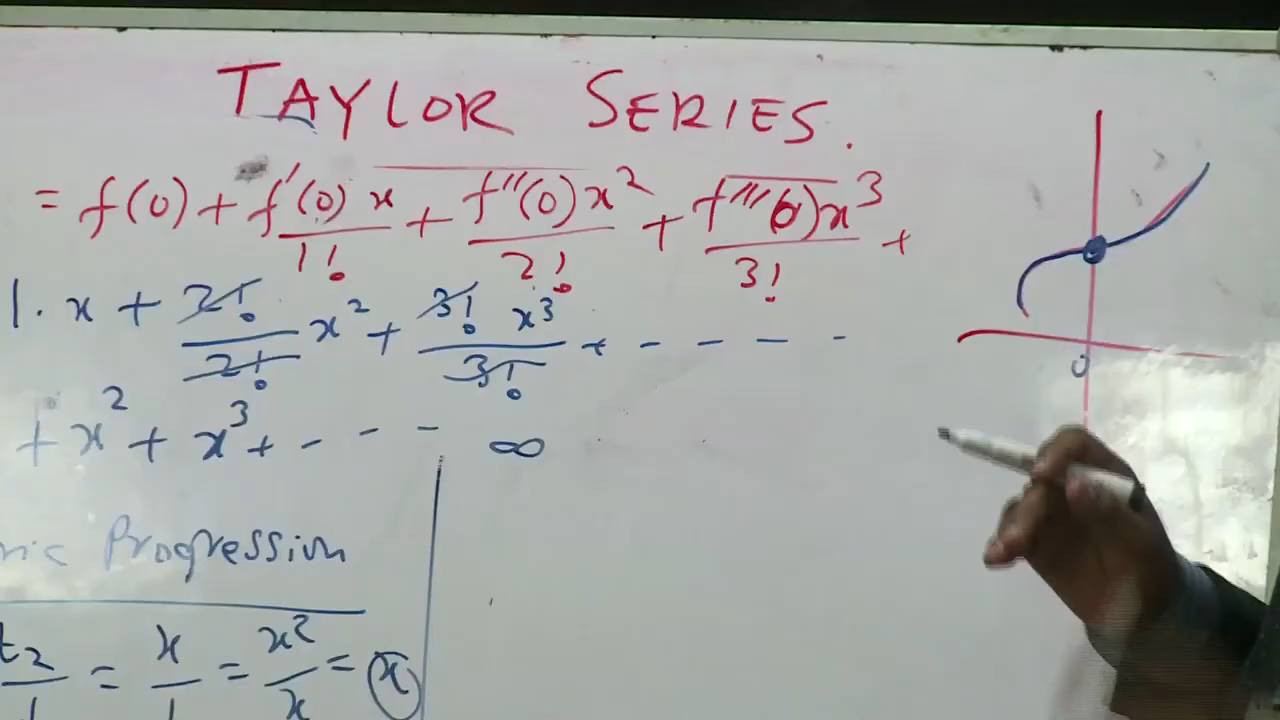 TAYLOR SERIES.
= f(0) + f'(0) x / 1! + f''(0) x² / 2! + f'''(0) x³ / 3! +
1. x + 2! / 2! x² + 3! x³ / 3! + - - - -
+ x² + x³ + - - - ∞
0
Progression
t₂ / = x / 1 = x² / x = x